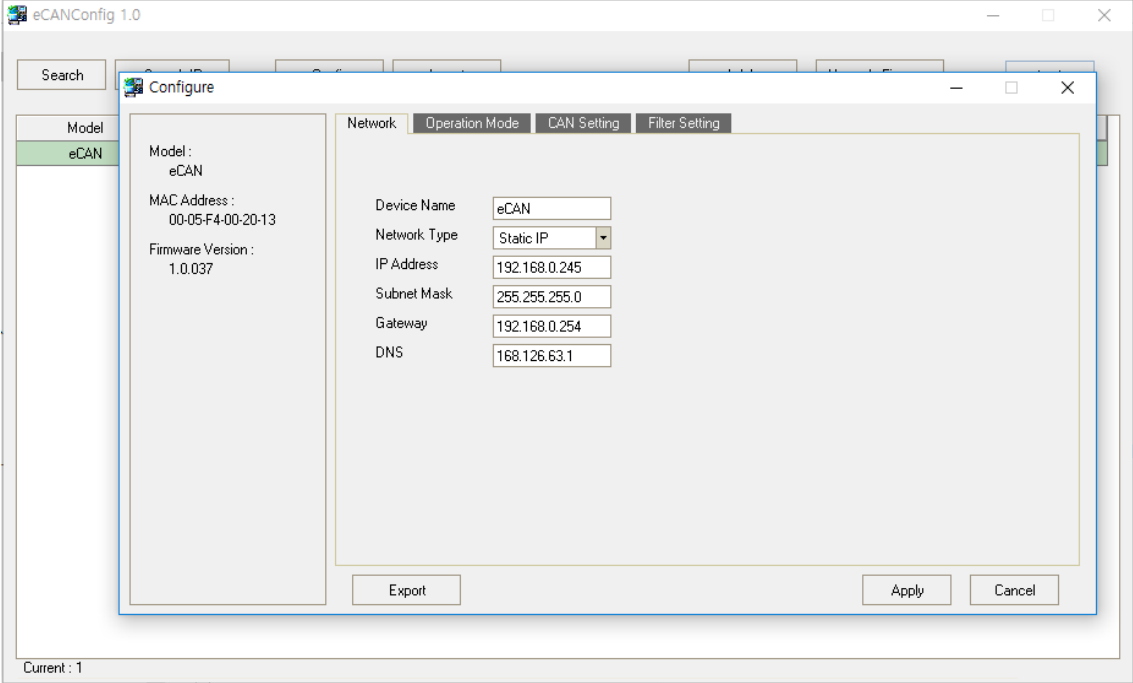 eCANConfig 1.0
Search
Model
eCAN
Configure
Model :
eCAN
MAC Address :
00-05-F4-00-20-13
Firmware Version :
1.0.037
Network Operation Mode CAN Setting Filter Setting
Device Name eCAN
Network Type Static IP
IP Address 192.168.0.245
Subnet Mask 255.255.255.0
Gateway 192.168.0.254
DNS 168.126.63.1
Export Apply Cancel
Current : 1